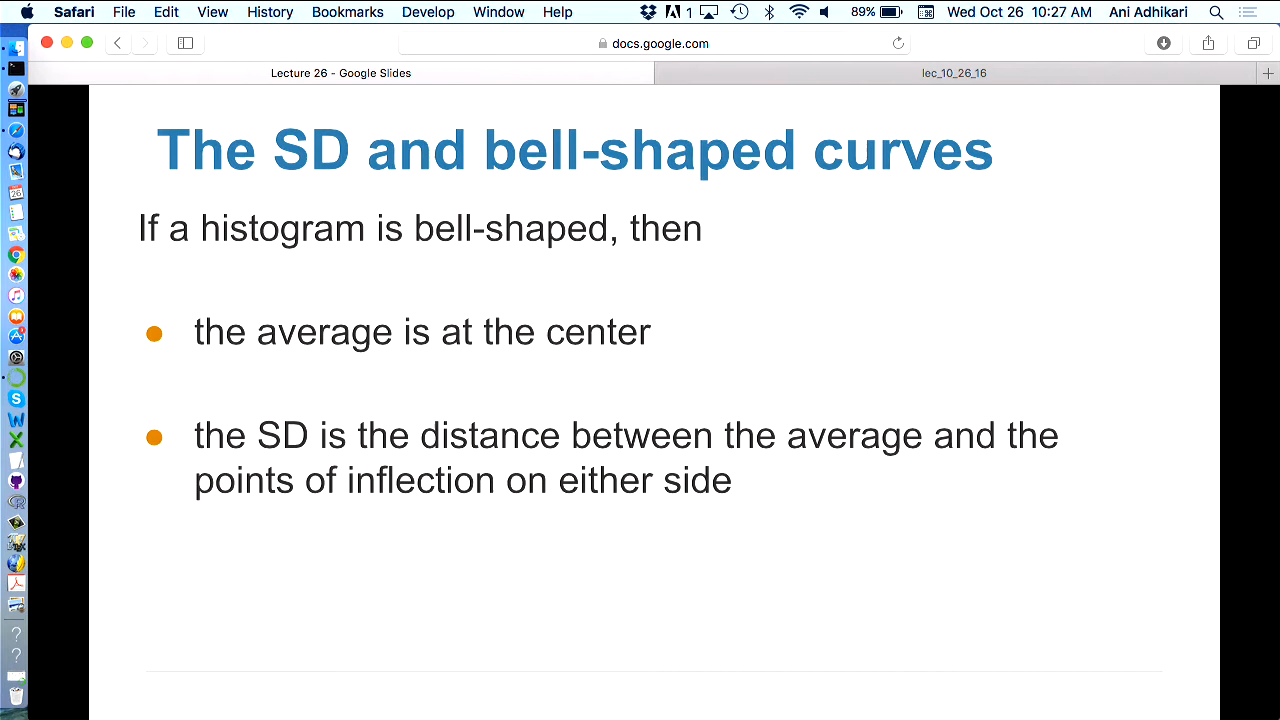 Safari File Edit View History Bookmarks Develop Window Help 1 89% Wed Oct 26 10:27 AM Ani Adhikari
docs.google.com
Lecture 26 - Google Slides lec_10_26_16
The SD and bell-shaped curves
If a histogram is bell-shaped, then
● the average is at the center
● the SD is the distance between the average and the
points of inflection on either side